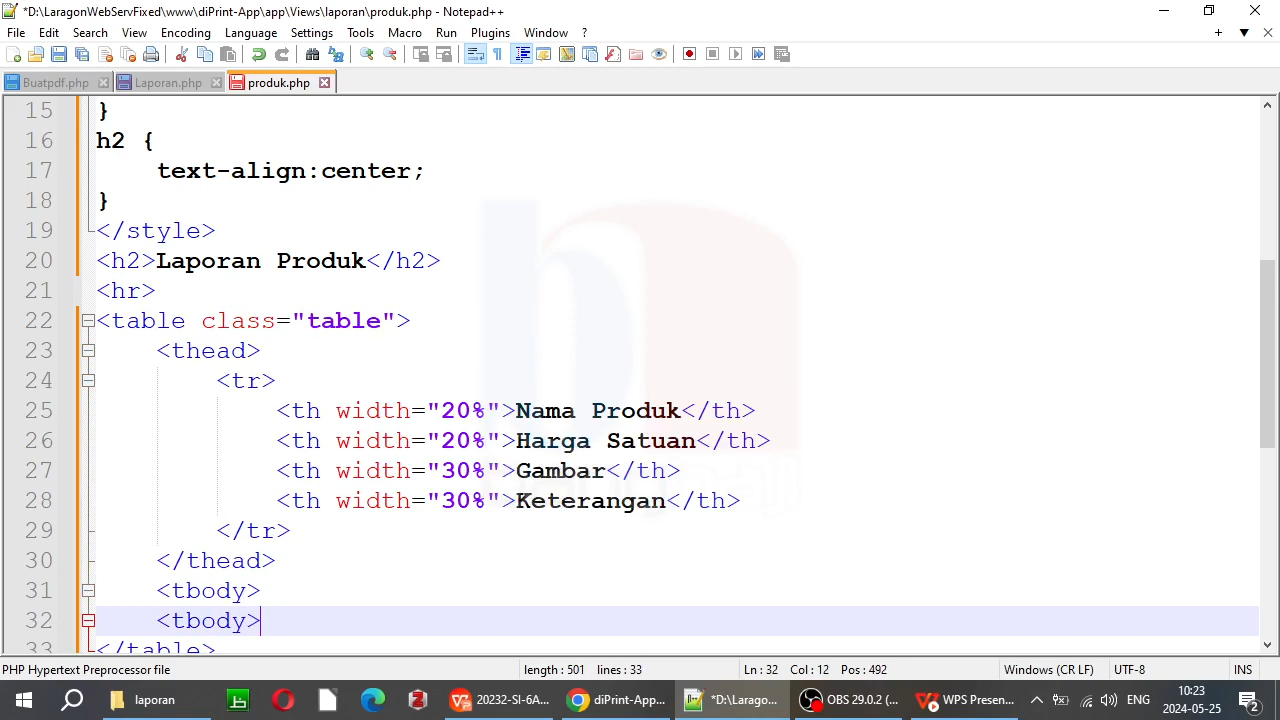 *D:\LaragonWebServFixed\www\diPrint-App\app\Views\laporan\produk.php - Notepad++
File Edit Search View Encoding Language Settings Tools Macro Run Plugins Window ?
Buatpdf.php Laporan.php produk.php
15 }
16 h2 {
17 text-align:center;
18 }
19 </style>
20 <h2>Laporan Produk</h2>
21 <hr>
22 <table class="table">
23 <thead>
24 <tr>
25 <th width="20%">Nama Produk</th>
26 <th width="20%">Harga Satuan</th>
27 <th width="30%">Gambar</th>
28 <th width="30%">Keterangan</th>
29 </tr>
30 </thead>
31 <tbody>
32 <tbody>
33 </table>
PHP Hypertext Preprocessor file length : 501 lines : 33 Ln : 32 Col : 12 Pos : 492 Windows (CR LF) UTF-8 INS
laporan 20232-SI-6A... diPrint-App... *D:\Larago... OBS 29.0.2 (... WPS Presen... ENG 10:23
2024-05-25 2